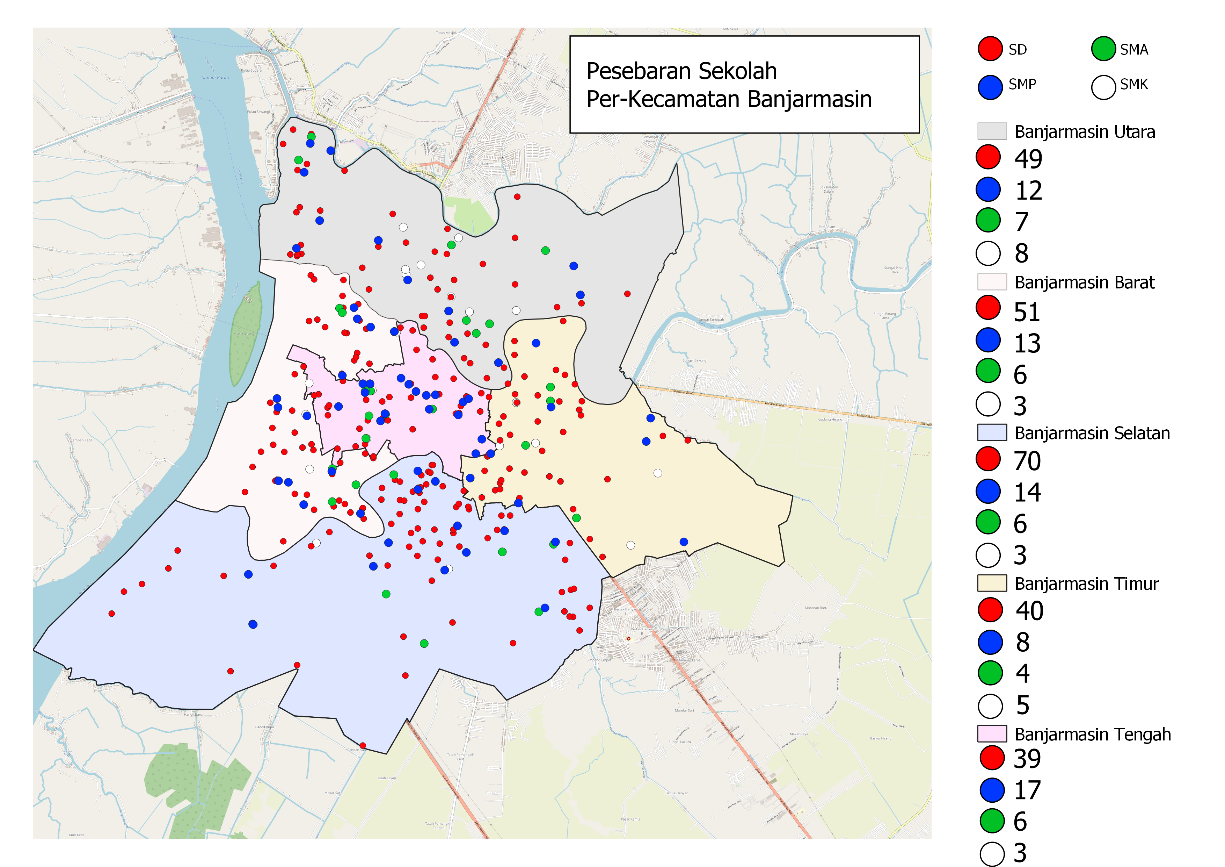 Pesebaran Sekolah
Per-Kecamatan Banjarmasin
SD
SMA
SMP
SMK
Banjarmasin Utara
49
12
7
8
Banjarmasin Barat
51
13
6
3
Banjarmasin Selatan
70
14
6
3
Banjarmasin Timur
40
8
4
5
Banjarmasin Tengah
39
17
6
3